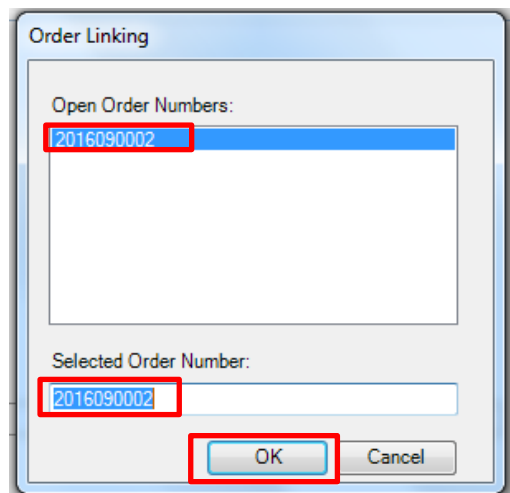 Order Linking
Open Order Numbers:
2016090002
Selected Order Number:
2016090002
OK Cancel